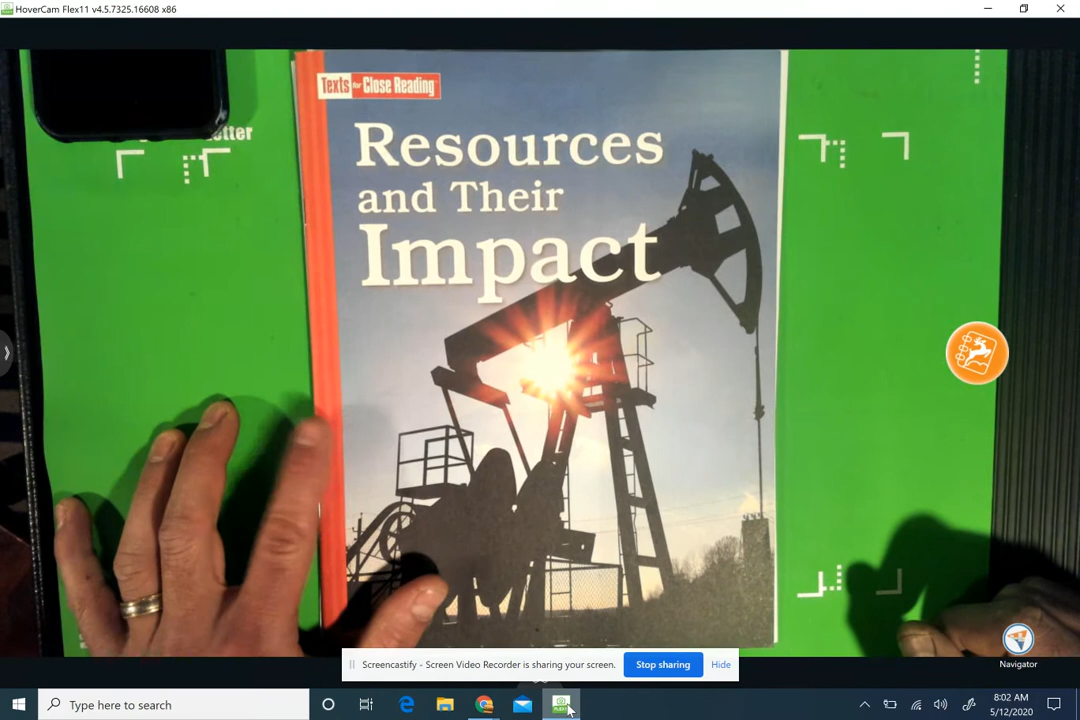 HoverCam Flex11 v4.5.7325.16608 x86
etter
Texts for Close Reading
Resources
and Their
Impact
Navigator
Screencastify - Screen Video Recorder is sharing your screen.
Stop sharing
Hide
Type here to search
8:02 AM
5/12/2020